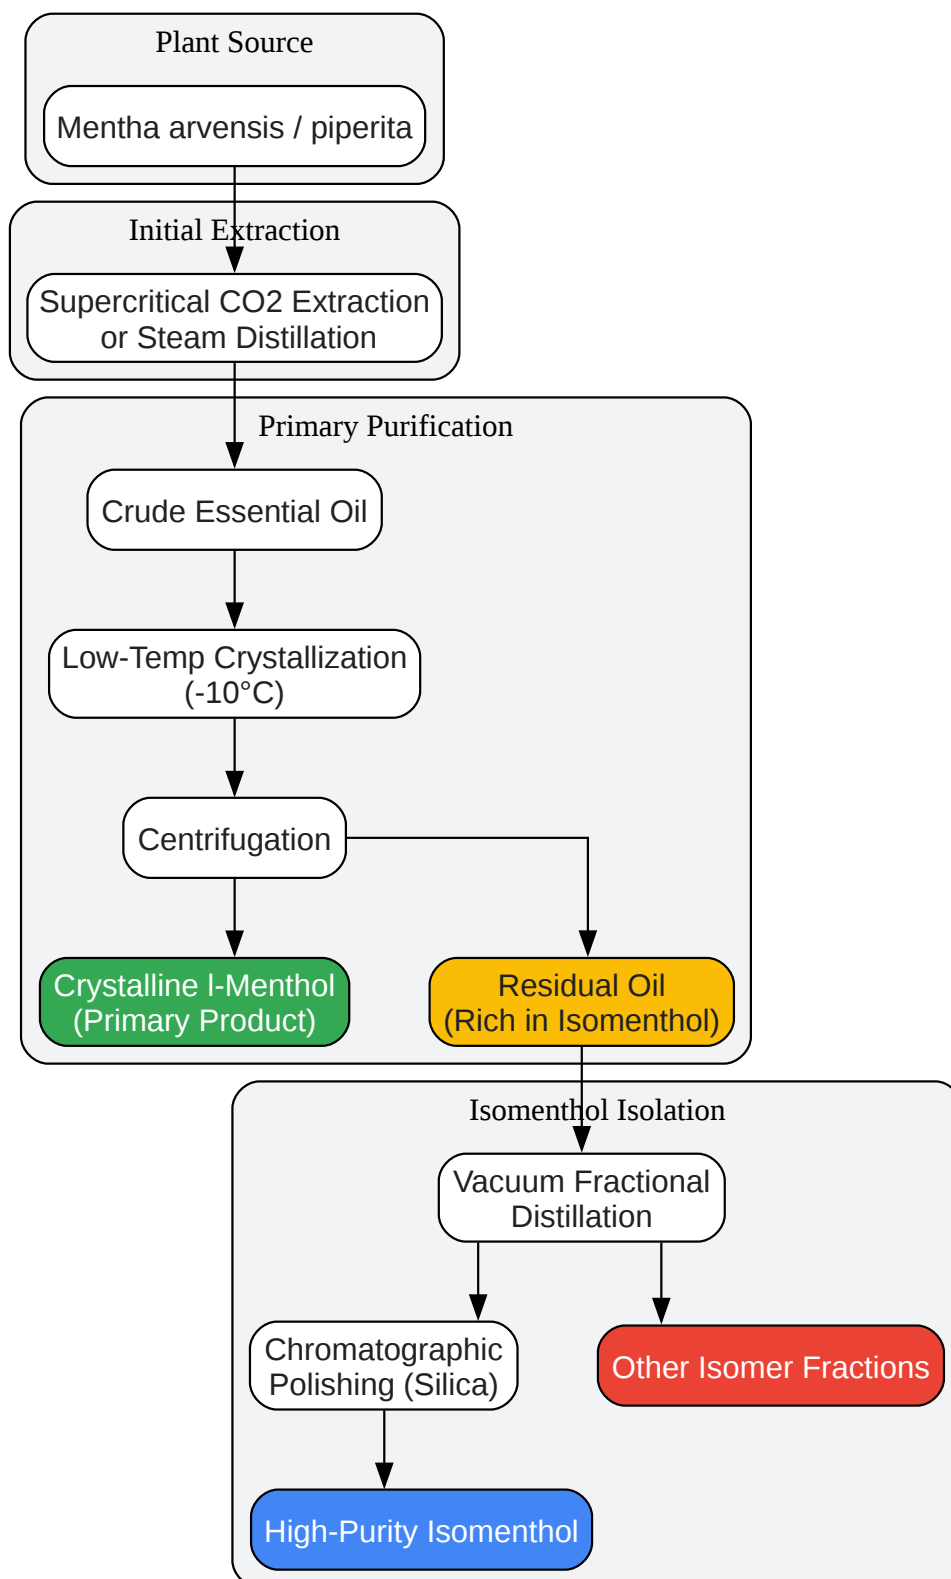 Plant Source
Mentha arvensis / piperita
Initial Extraction
Supercritical CO2 Extraction
or Steam Distillation
Primary Purification
Crude Essential Oil
Low-Temp Crystallization
(-10°C)
Centrifugation
Crystalline l-Menthol
(Primary Product)
Residual Oil
(Rich in Isomenthol)
Isomenthol Isolation
Vacuum Fractional
Distillation
Chromatographic
Polishing (Silica)
Other Isomer Fractions
High-Purity Isomenthol